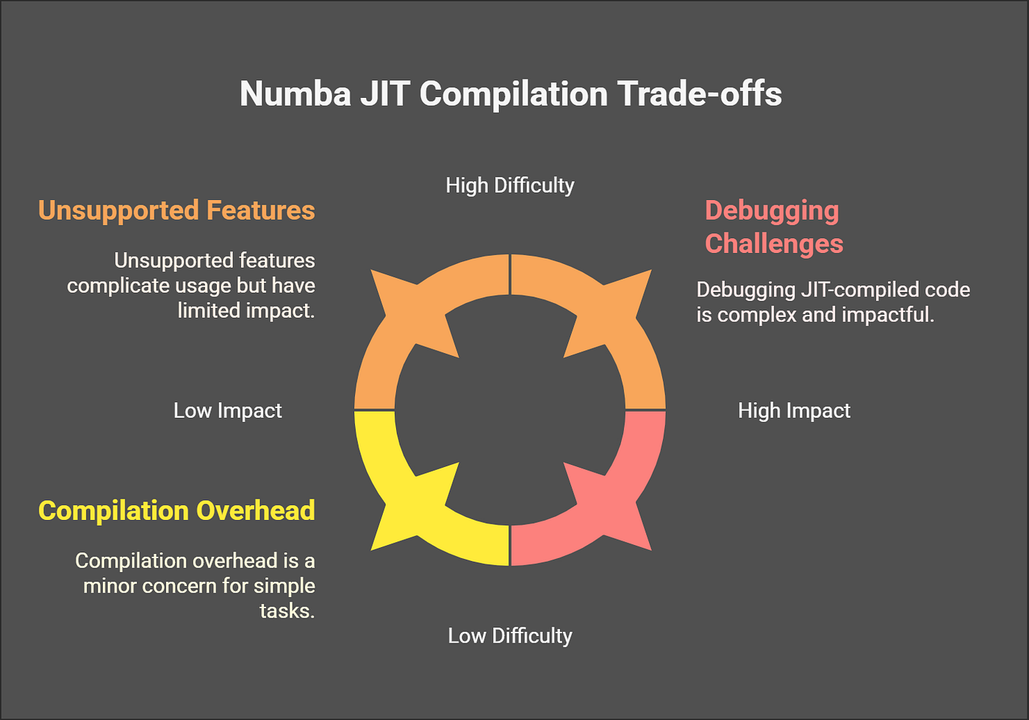 Numba JIT Compilation Trade-offs
High Difficulty
Unsupported Features
Unsupported features
complicate usage but have
limited impact.
Debugging
Challenges
Debugging JIT-compiled code
is complex and impactful.
Low Impact
High Impact
Compilation Overhead
Compilation overhead is a
minor concern for simple
tasks.
Low Difficulty